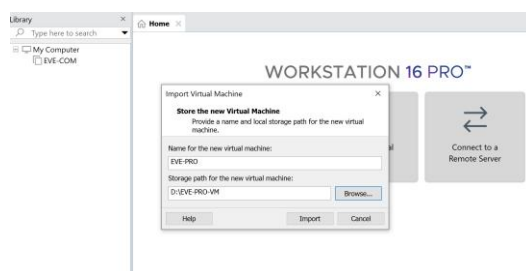 Library
Home
Type here to search
My Computer
EVE-COM
WORKSTATION 16 PRO™
Import Virtual Machine
Store the new Virtual Machine
Provide a name and local storage path for the new virtual
machine.
Name for the new virtual machine:
EVE-PRO
Storage path for the new virtual machine:
D:\EVE-PRO-VM
Browse...
Help
Import
Cancel
Connect to a
Remote Server